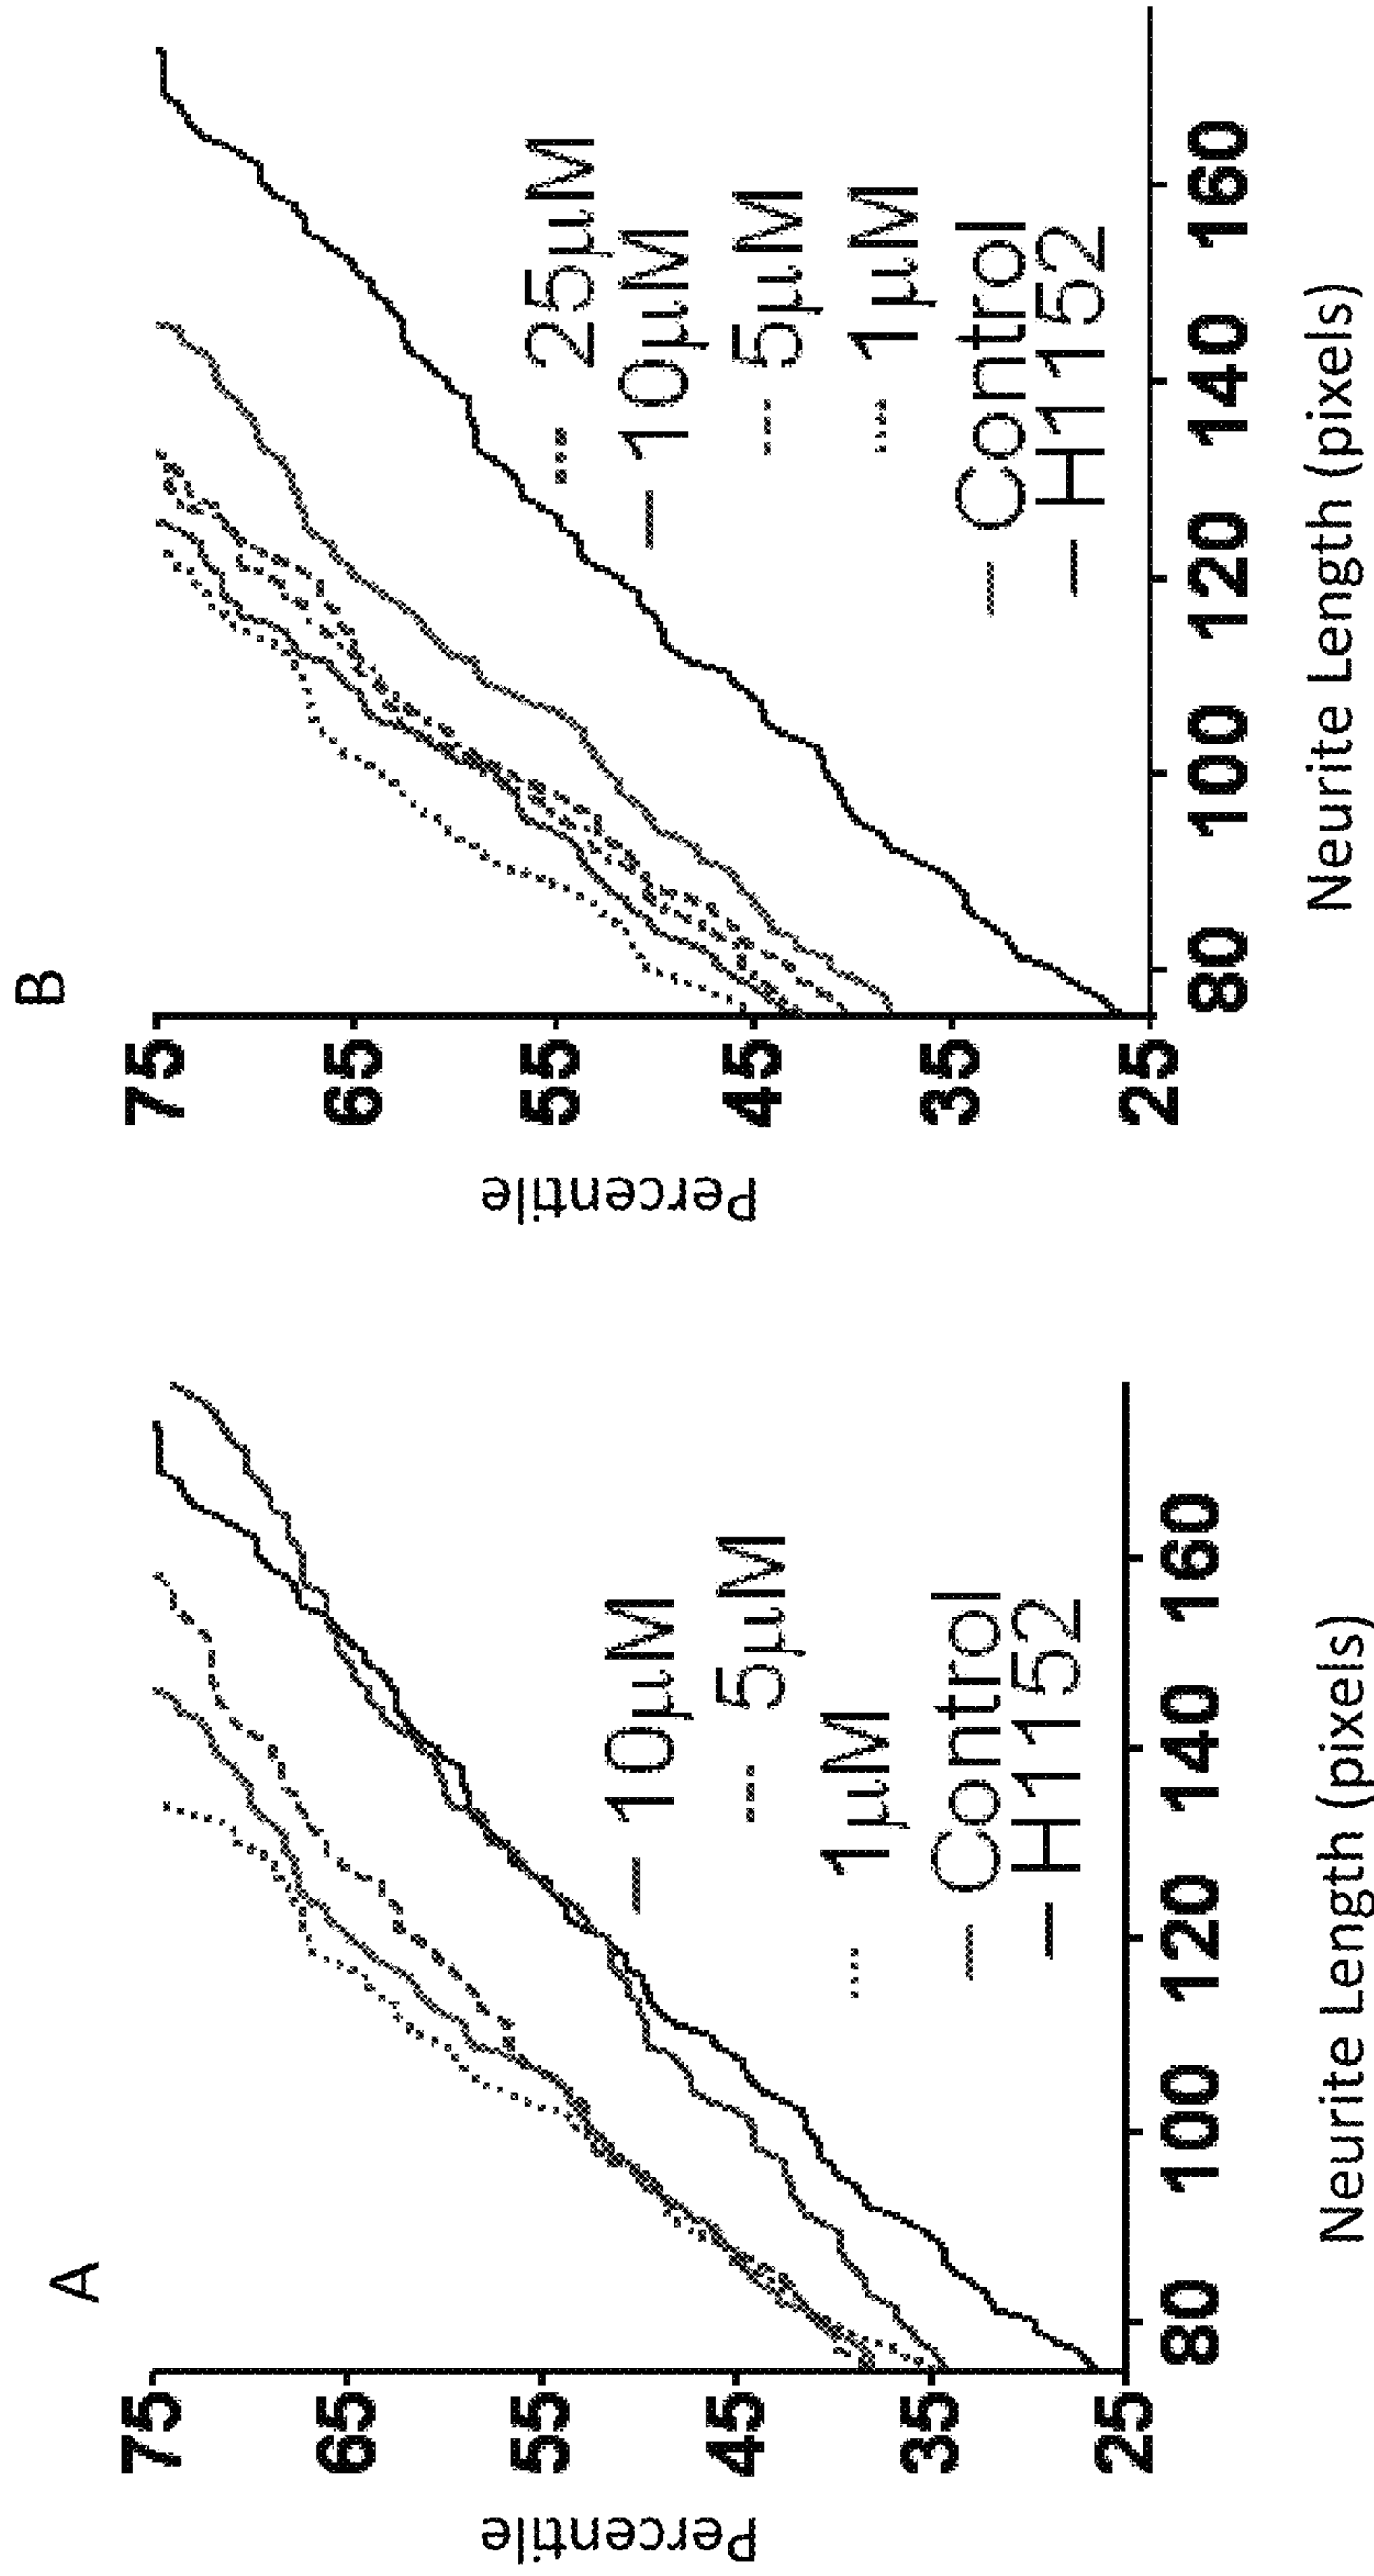 A
75
65
55
45
35
25
Percentile
10µM
5µM
1µM
Control
H1152
80 100 120 140 160
Neurite Length (pixels)
B
75
65
55
45
35
25
Percentile
25µM
10µM
5µM
1µM
Control
H1152
80 100 120 140 160
Neurite Length (pixels)